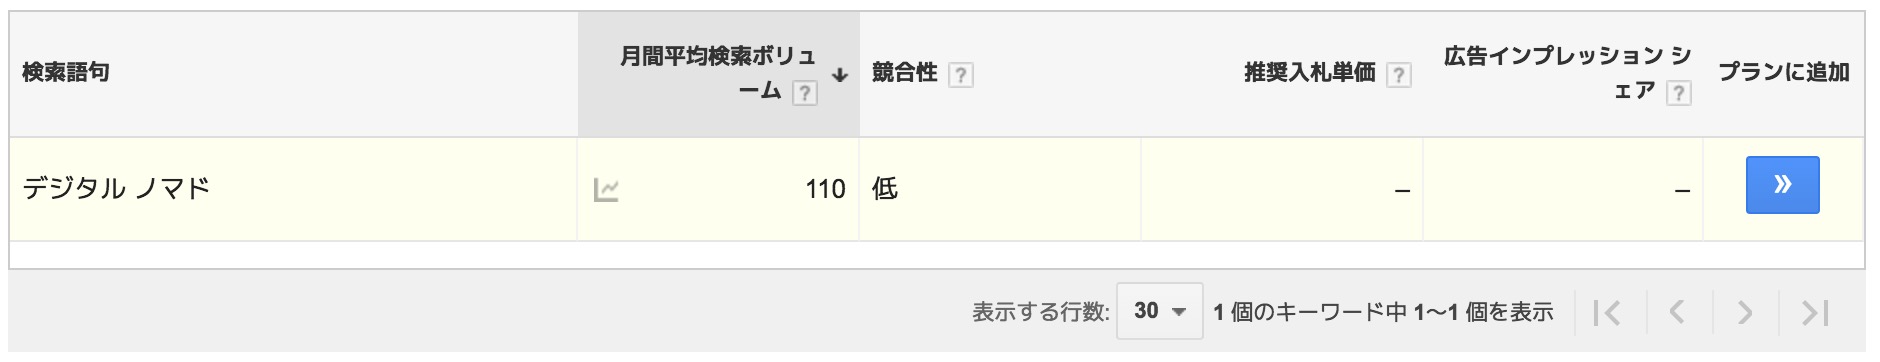 検索語句
月間平均検索ボリュ
ーム ?
競合性 ?
推奨入札単価 ?
広告インプレッション シ
ェア ?
プランに追加
デジタル ノマド
110
低
–
–
»
表示する行数: 30 1 個のキーワード中 1～1 個を表示